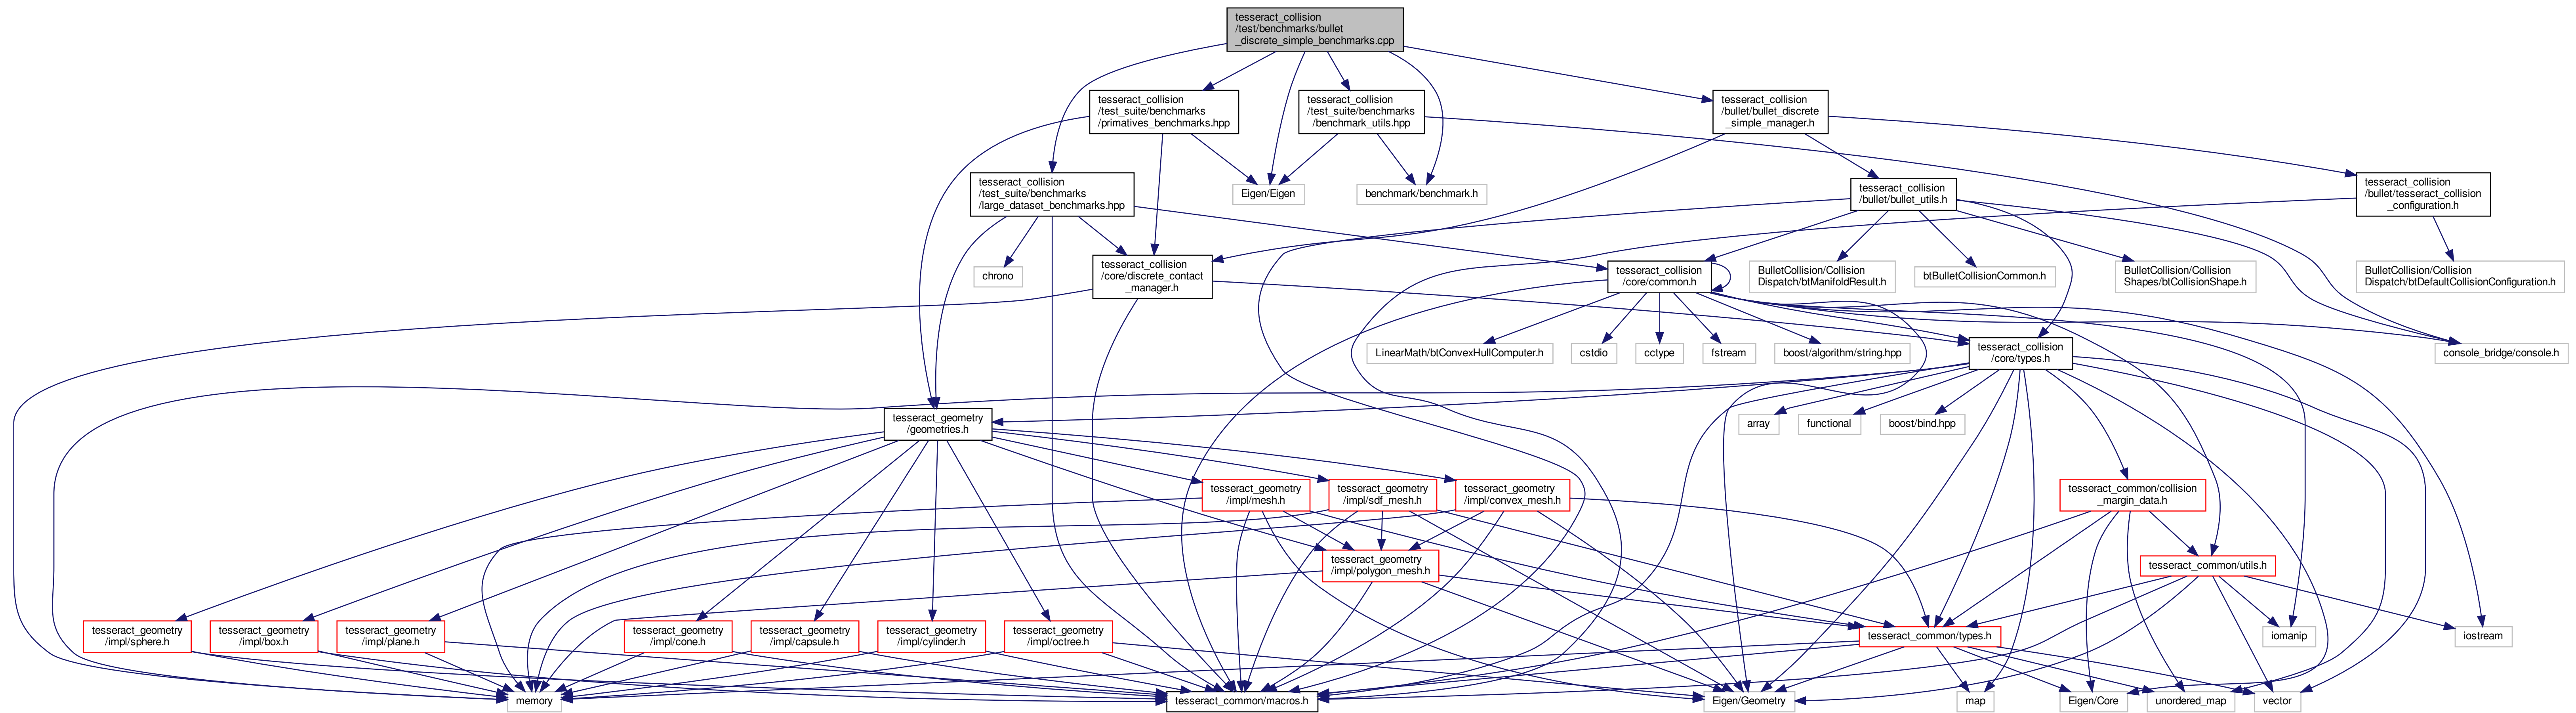 tesseract_collision
/test/benchmarks/bullet
_discrete_simple_benchmarks.cpp
tesseract_collision
/test_suite/benchmarks
/primatives_benchmarks.hpp
tesseract_collision
/test_suite/benchmarks
/benchmark_utils.hpp
tesseract_collision
/bullet/bullet_discrete
_simple_manager.h
tesseract_collision
/test_suite/benchmarks
/large_dataset_benchmarks.hpp
Eigen/Eigen
benchmark/benchmark.h
tesseract_collision
/bullet/bullet_utils.h
tesseract_collision
/bullet/tesseract_collision
_configuration.h
chrono
tesseract_collision
/core/discrete_contact
_manager.h
tesseract_collision
/core/common.h
BulletCollision/Collision
Dispatch/btManifoldResult.h
btBulletCollisionCommon.h
BulletCollision/Collision
Shapes/btCollisionShape.h
BulletCollision/Collision
Dispatch/btDefaultCollisionConfiguration.h
LinearMath/btConvexHullComputer.h
cstdio
cctype
fstream
boost/algorithm/string.hpp
tesseract_collision
/core/types.h
console_bridge/console.h
tesseract_geometry
/geometries.h
array
functional
boost/bind.hpp
tesseract_geometry
/impl/mesh.h
tesseract_geometry
/impl/sdf_mesh.h
tesseract_geometry
/impl/convex_mesh.h
tesseract_common/collision
_margin_data.h
tesseract_geometry
/impl/polygon_mesh.h
tesseract_common/utils.h
tesseract_geometry
/impl/sphere.h
tesseract_geometry
/impl/box.h
tesseract_geometry
/impl/plane.h
tesseract_geometry
/impl/cone.h
tesseract_geometry
/impl/capsule.h
tesseract_geometry
/impl/cylinder.h
tesseract_geometry
/impl/octree.h
tesseract_common/types.h
iomanip
iostream
memory
tesseract_common/macros.h
Eigen/Geometry
map
Eigen/Core
unordered_map
vector